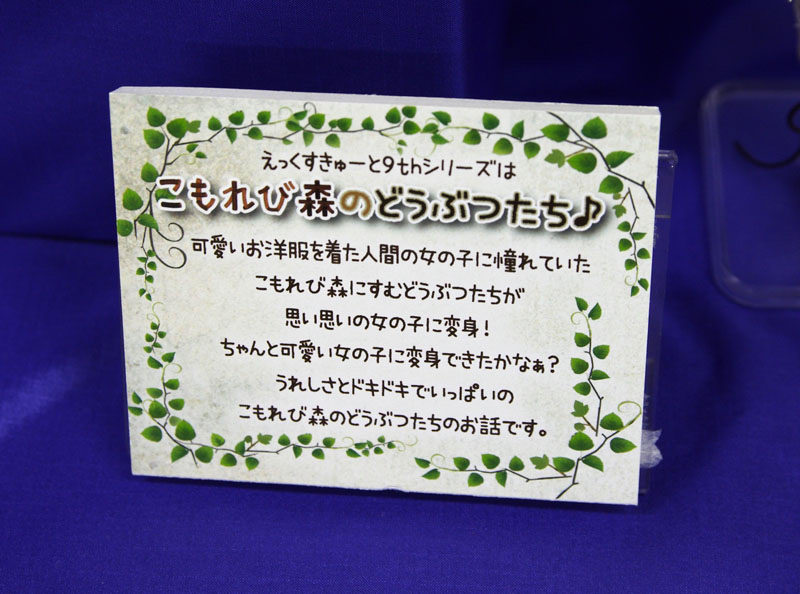 えっくすきゅーと9thシリーズは
こもれび森のどうぶつたち♪
可愛いお洋服を着た人間の女の子に憧れていた
こもれび森にすむどうぶつたちが
思い思いの女の子に変身！
ちゃんと可愛い女の子に変身できたかなぁ？
うれしさとドキドキでいっぱいの
こもれび森のどうぶつたちのお話です。